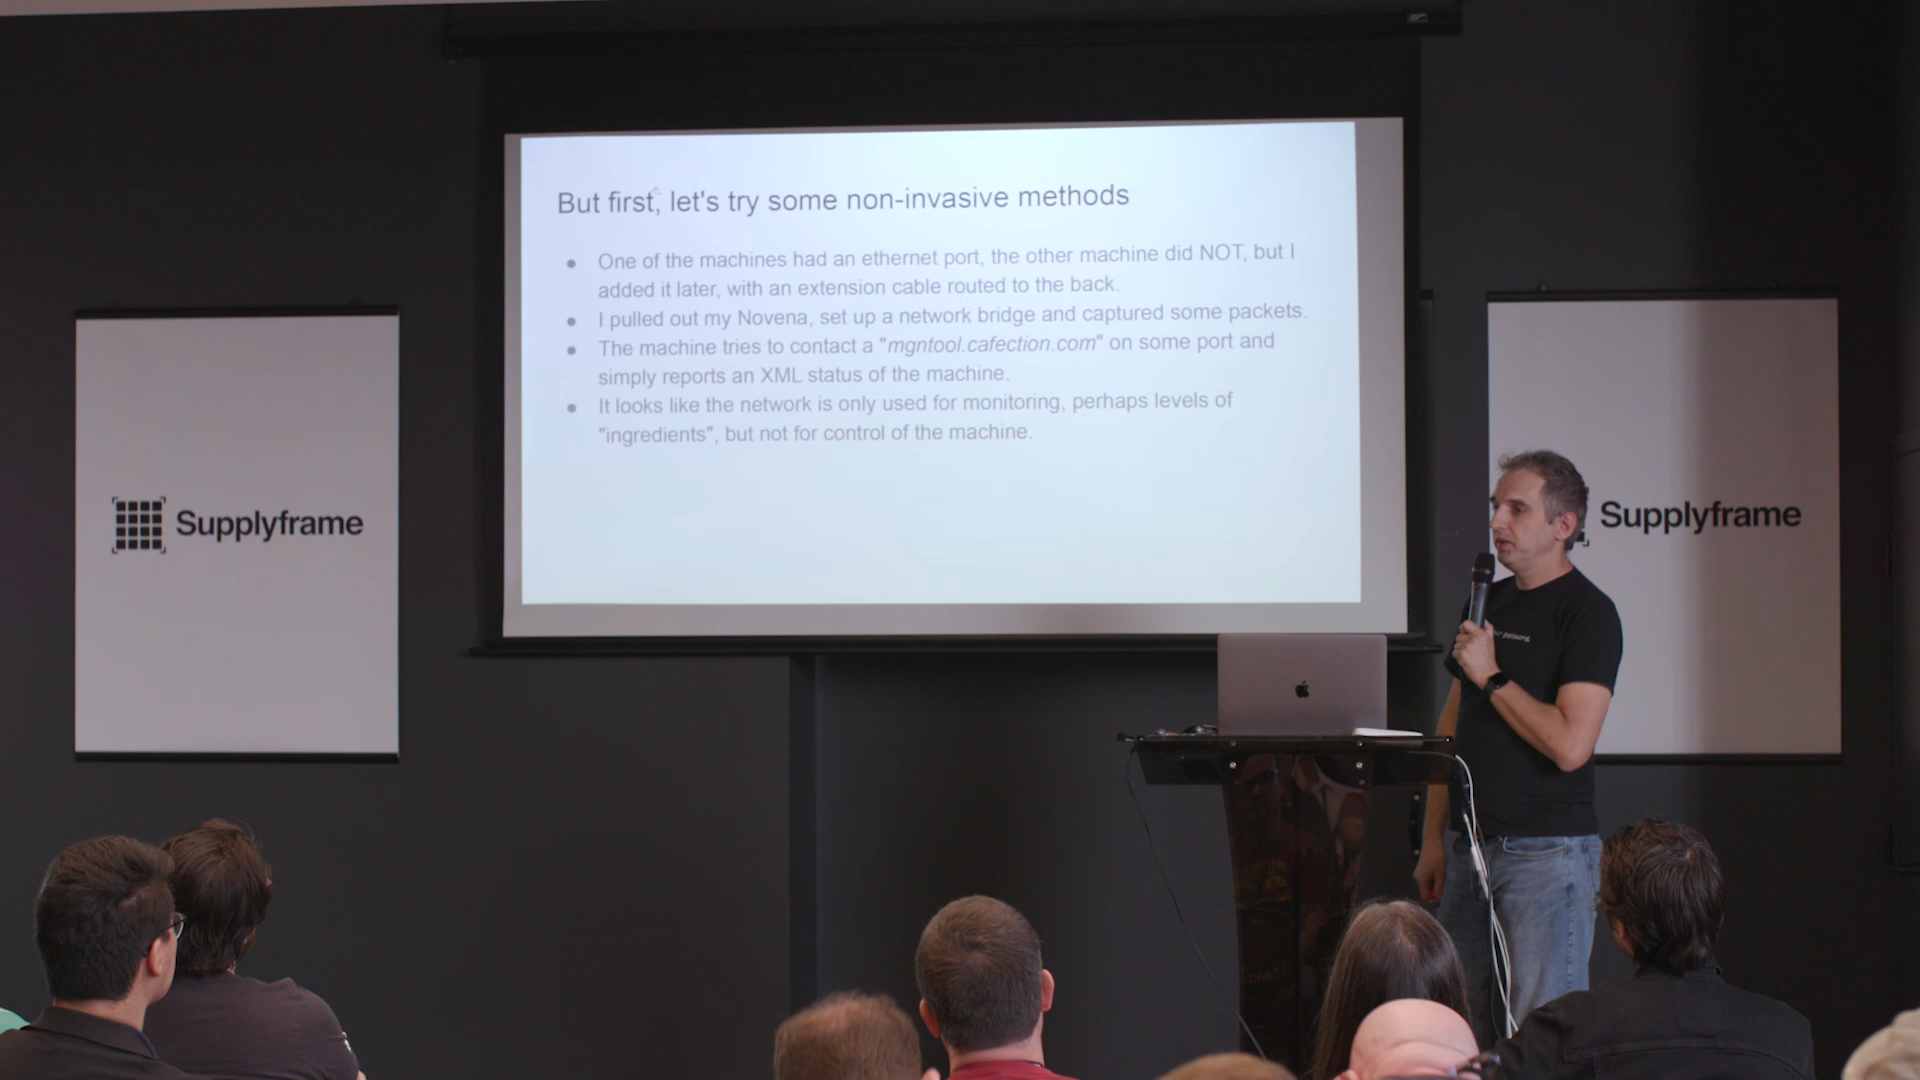 But first, let's try some non-invasive methods
● One of the machines had an ethernet port, the other machine did NOT, but I
added it later, with an extension cable routed to the back.
● I pulled out my Novena, set up a network bridge and captured some packets.
● The machine tries to contact a "mgntool.cafection.com" on some port and
simply reports an XML status of the machine.
● It looks like the network is only used for monitoring, perhaps levels of
"ingredients", but not for control of the machine.
Supplyframe
Supplyframe
password.